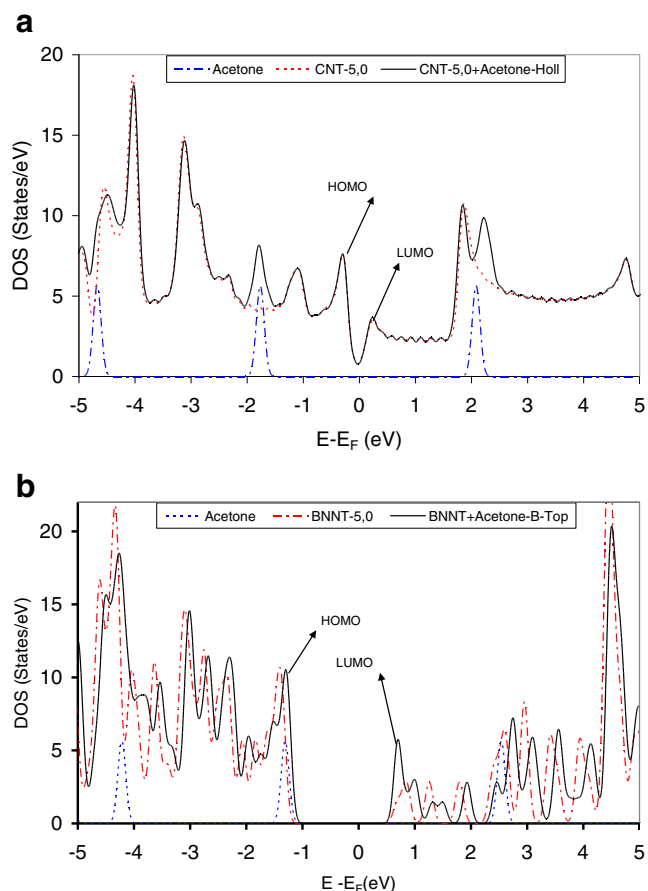 a
20
15
10
5
0
DOS (States/eV)
Acetone CNT-5,0 CNT-5,0+Acetone-Holl
HOMO
LUMO
-5 -4 -3 -2 -1 0 1 2 3 4 5
E-EF (eV)
b
20
15
10
5
0
DOS (States/eV)
Acetone BNNT-5,0 BNNT+Acetone-B-Top
HOMO
LUMO
-5 -4 -3 -2 -1 0 1 2 3 4 5
E -EF(eV)